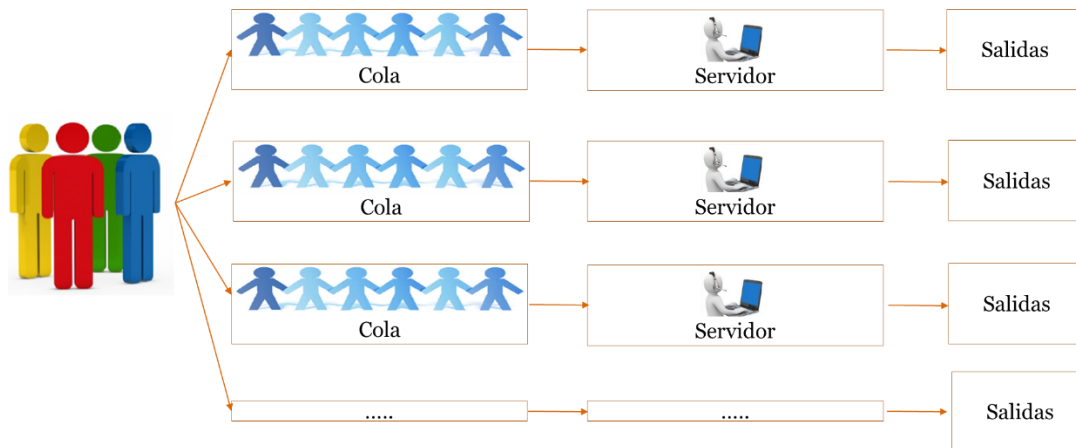 Cola
Servidor
Salidas
Cola
Servidor
Salidas
Cola
Servidor
Salidas
.....
.....
Salidas